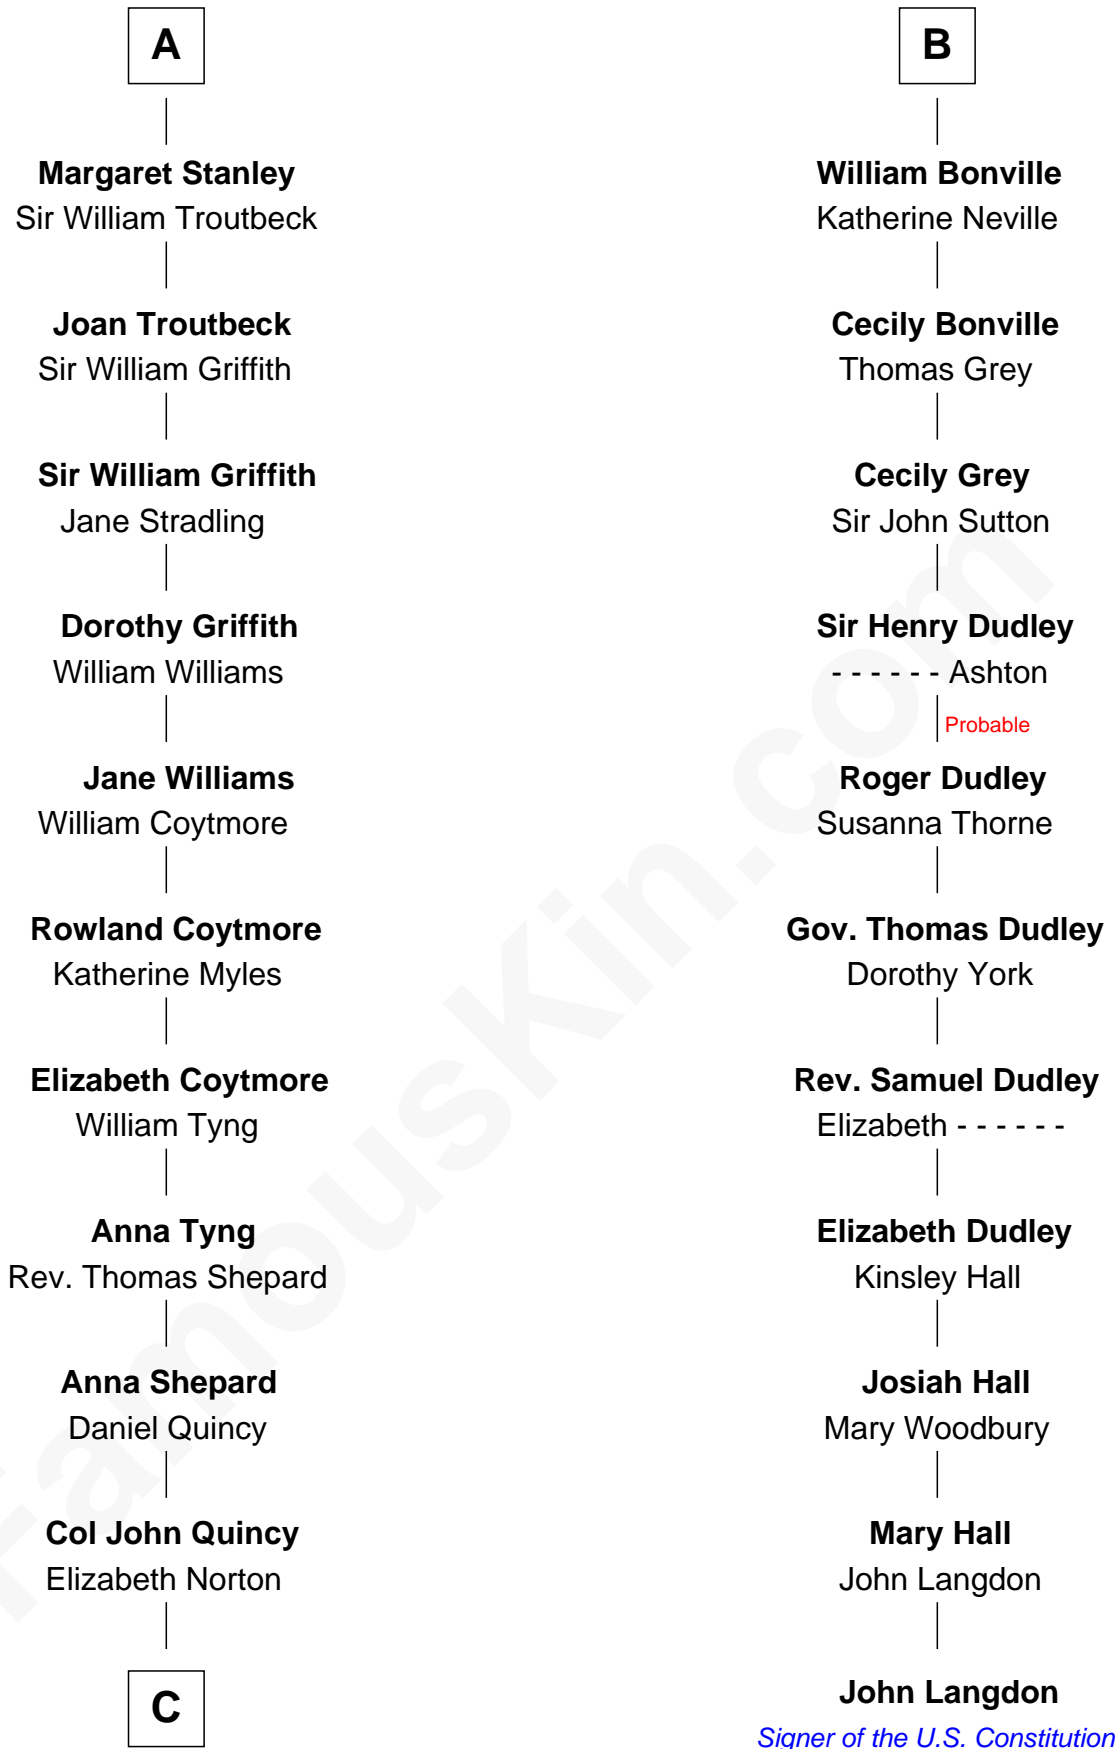 A
Margaret Stanley
Sir William Troutbeck
Joan Troutbeck
Sir William Griffith
Sir William Griffith
Jane Stradling
Dorothy Griffith
William Williams
Jane Williams
William Coytmore
Rowland Coytmore
Katherine Myles
Elizabeth Coytmore
William Tyng
Anna Tyng
Rev. Thomas Shepard
Anna Shepard
Daniel Quincy
Col John Quincy
Elizabeth Norton
C
B
William Bonville
Katherine Neville
Cecily Bonville
Thomas Grey
Cecily Grey
Sir John Sutton
Sir Henry Dudley
- - - - - - Ashton
Probable
Roger Dudley
Susanna Thorne
Gov. Thomas Dudley
Dorothy York
Rev. Samuel Dudley
Elizabeth - - - - - -
Elizabeth Dudley
Kinsley Hall
Josiah Hall
Mary Woodbury
Mary Hall
John Langdon
John Langdon
Signer of the U.S. Constitution
FamousKin.com